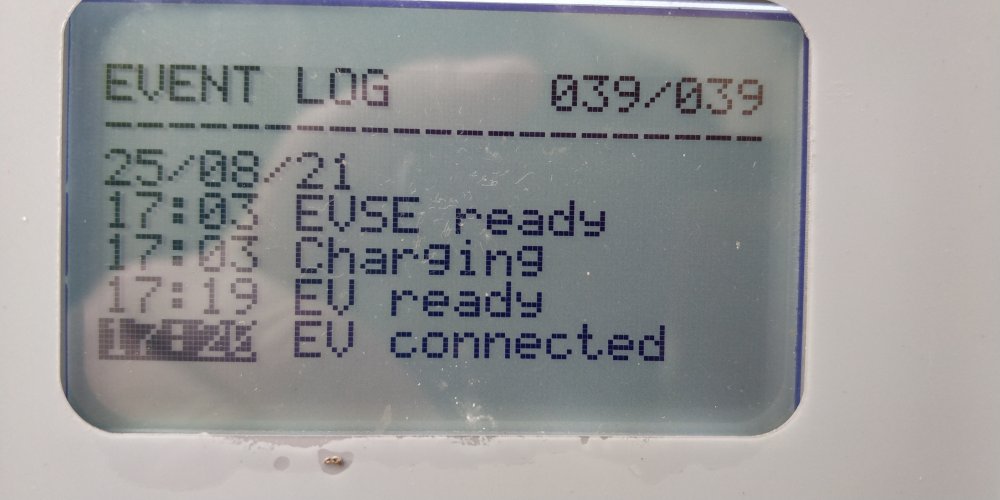 EVENT LOG 039/039
25/08/21
17:03 EVSE ready
17:03 Charging
17:19 EV ready
EV connected